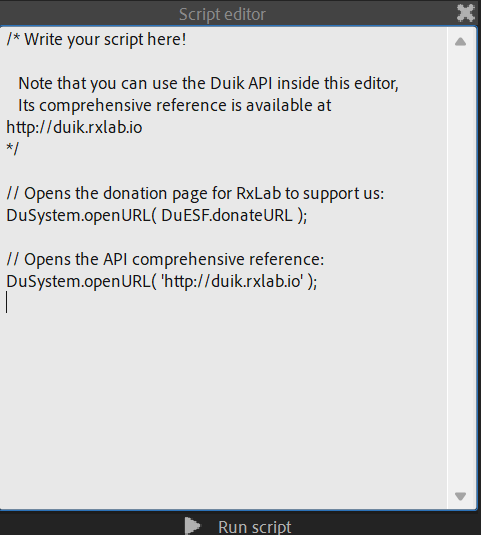 Script editor
/* Write your script here!
Note that you can use the Duik API inside this editor,
Its comprehensive reference is available at
http://duik.rxlab.io
*/
// Opens the donation page for RxLab to support us:
DuSystem.openURL( DuESF.donateURL );
// Opens the API comprehensive reference:
DuSystem.openURL( 'http://duik.rxlab.io' );
Run script